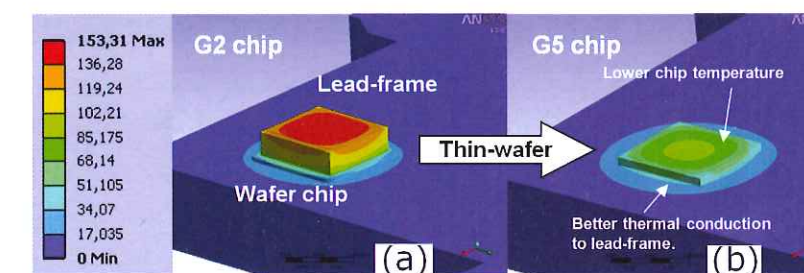 153,31 Max
136,28
119,24
102,21
85,175
68,14
51,105
34,07
17,035
0 Min
G2 chip
Lead-frame
Wafer chip
(a)
Thin-wafer
AN
G5 chip
Lower chip temperature
Better thermal conduction
to lead-frame.
(b)